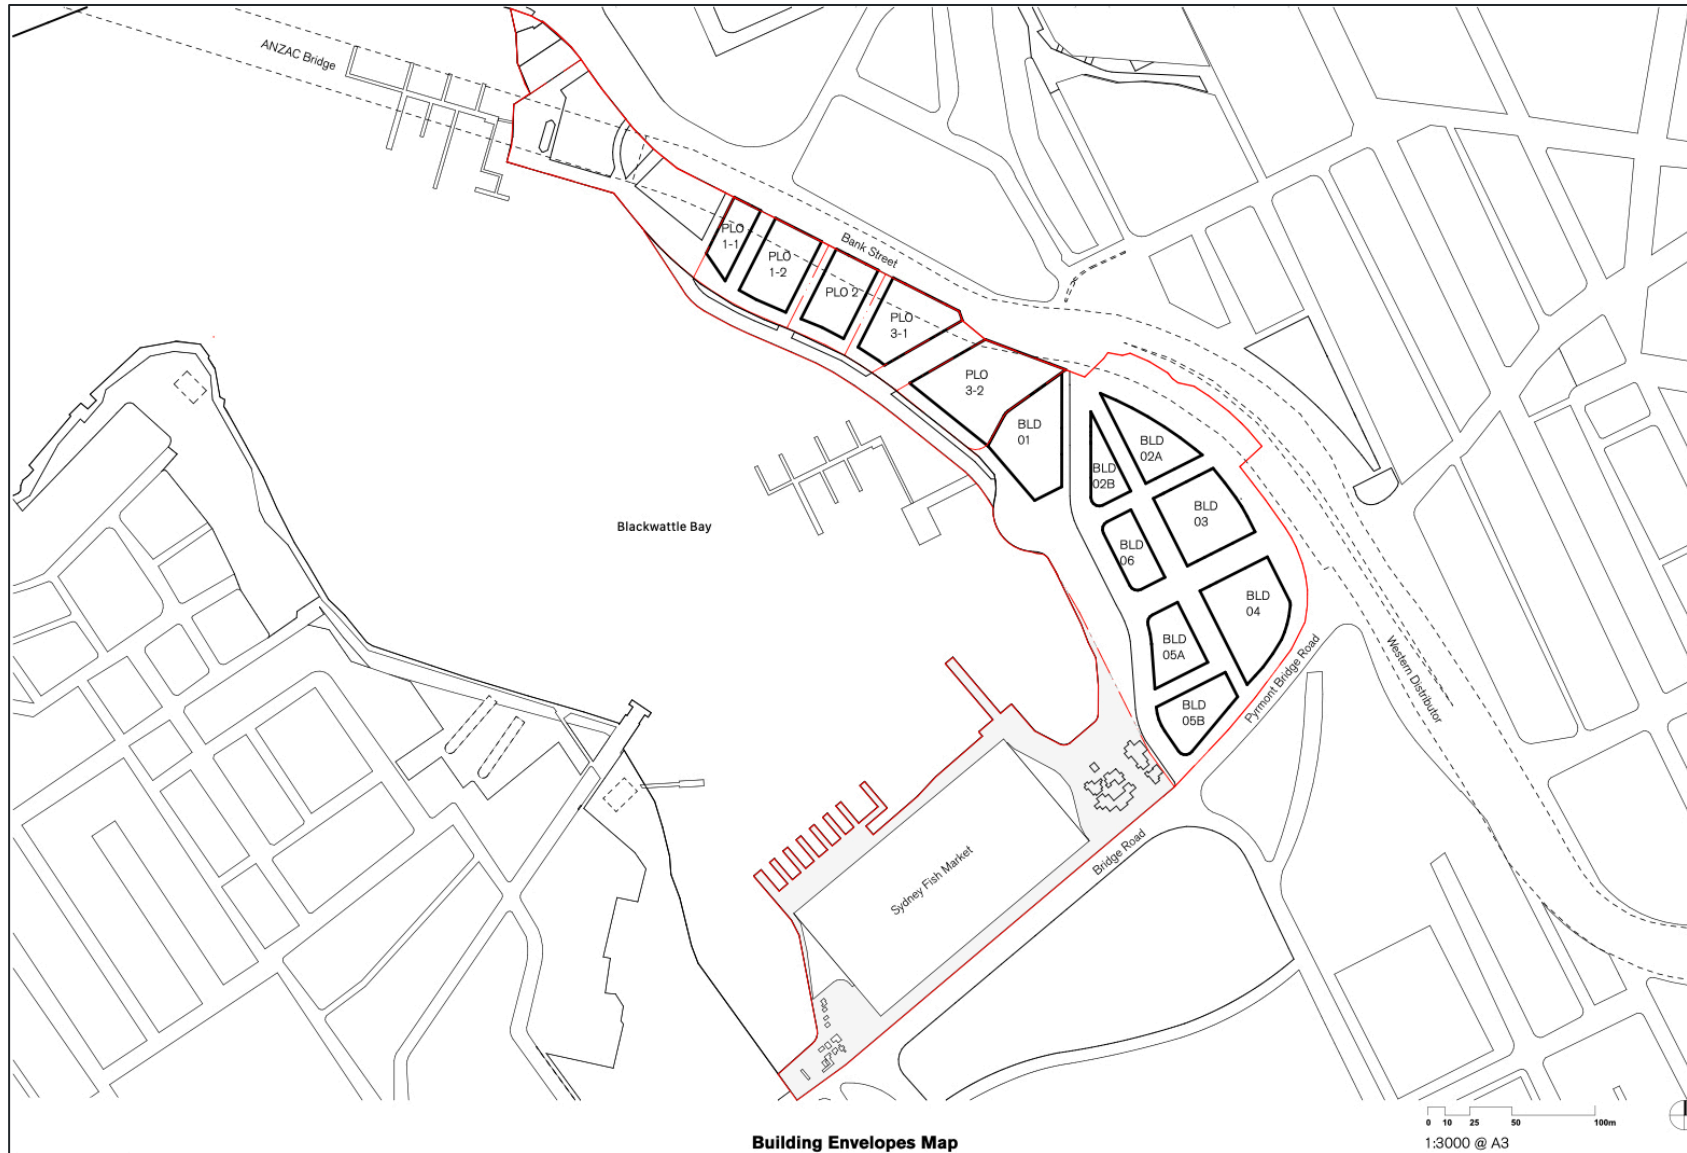 ANZAC Bridge
Bank Street
PLO
1-1
PLO
1-2
PLO 2
PLO
3-1
PLO
3-2
BLD
01
BLD
02A
BLD
02B
BLD
03
BLD
06
BLD
04
BLD
05A
BLD
05B
Blackwattle Bay
Western Distributor
Pyrmont Bridge Road
Bridge Road
Sydney Fish Market
0 10 25 50 100m
1:3000 @ A3
Building Envelopes Map